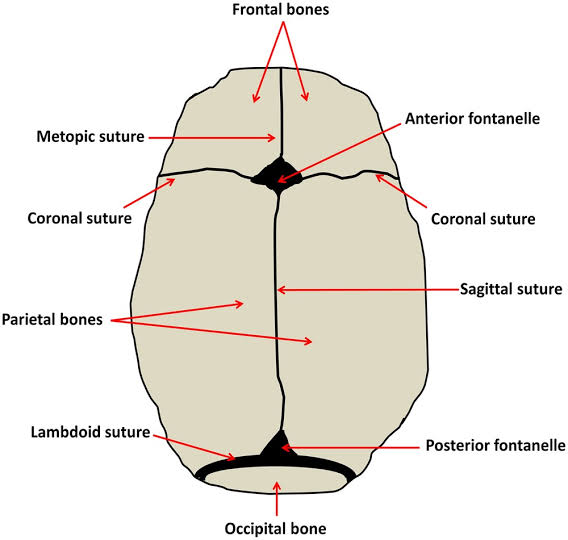 Frontal bones
Anterior fontanelle
Metopic suture
Coronal suture
Coronal suture
Sagittal suture
Parietal bones
Lambdoid suture
Posterior fontanelle
Occipital bone